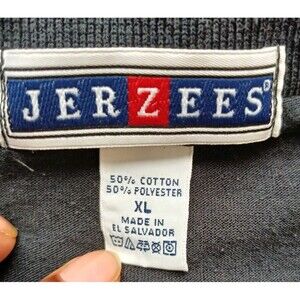 JERZEES®
50% COTTON
50% POLYESTER
XL
MADE IN
EL SALVADOR